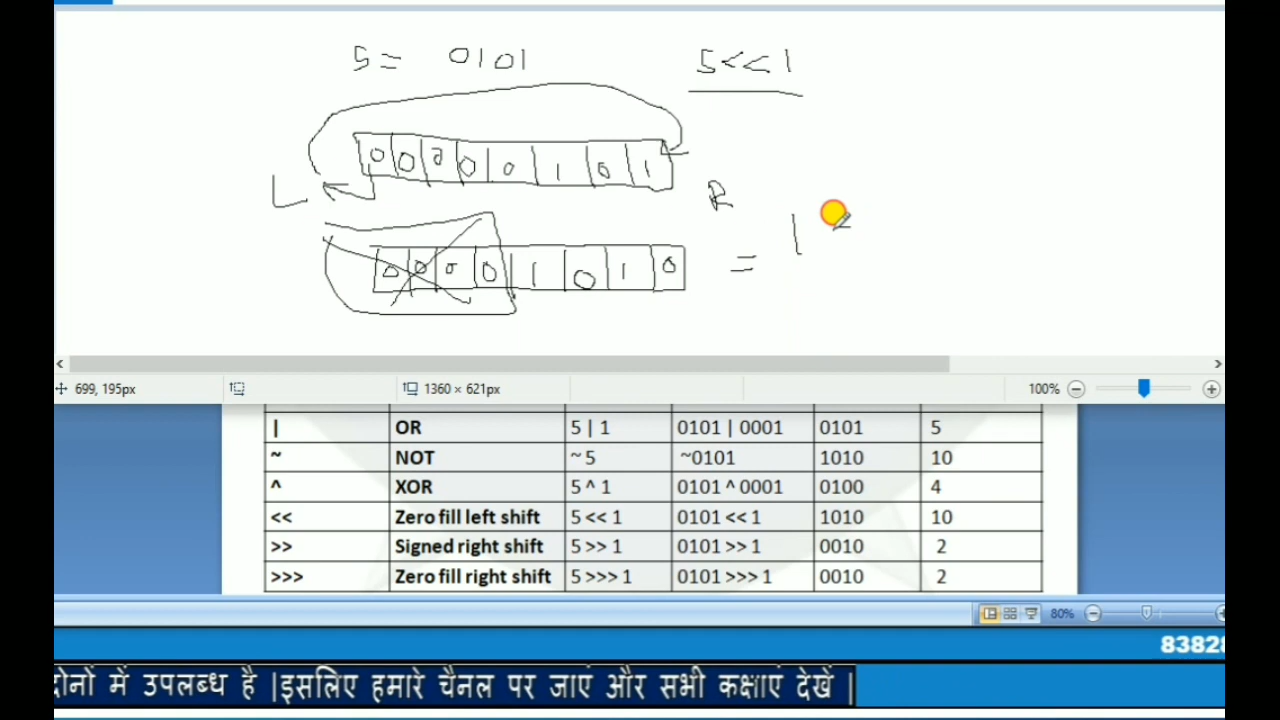 5= 0101 5<<1
0 0 0 0 0 1 0 1
L R
0 0 0 0 1 0 1 0 = 1
699, 195px 1360 × 621px 100%
| OR 5 | 1 0101 | 0001 0101 5
~ NOT ~ 5 ~0101 1010 10
^ XOR 5 ^ 1 0101 ^ 0001 0100 4
<< Zero fill left shift 5 << 1 0101 << 1 1010 10
>> Signed right shift 5 >> 1 0101 >> 1 0010 2
>>> Zero fill right shift 5 >>> 1 0101 >>> 1 0010 2
80%
83828
दोनों में उपलब्ध है |इसलिए हमारे चैनल पर जाएं और सभी कक्षाएं देखें |